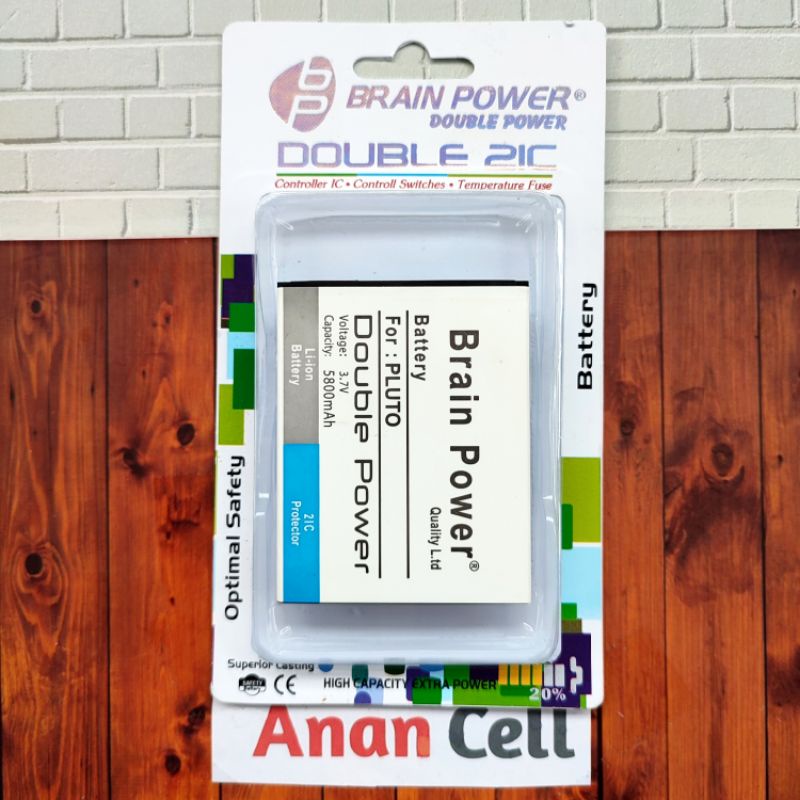 bp
BRAIN POWER®
DOUBLE POWER
DOUBLE 2IC
Controller IC • Controll Switches • Temperature Fuse
Battery
Brain Power®
Quality L.td
Battery
For : PLUTO
Double Power
Voltage: 3.7V
Capacity: 5800mAh
Li-ion
Battery
2IC
Protector
Optimal Safety
Superior Casting
CE
HIGH CAPACITY EXTRA POWER
20%
Anan Cell